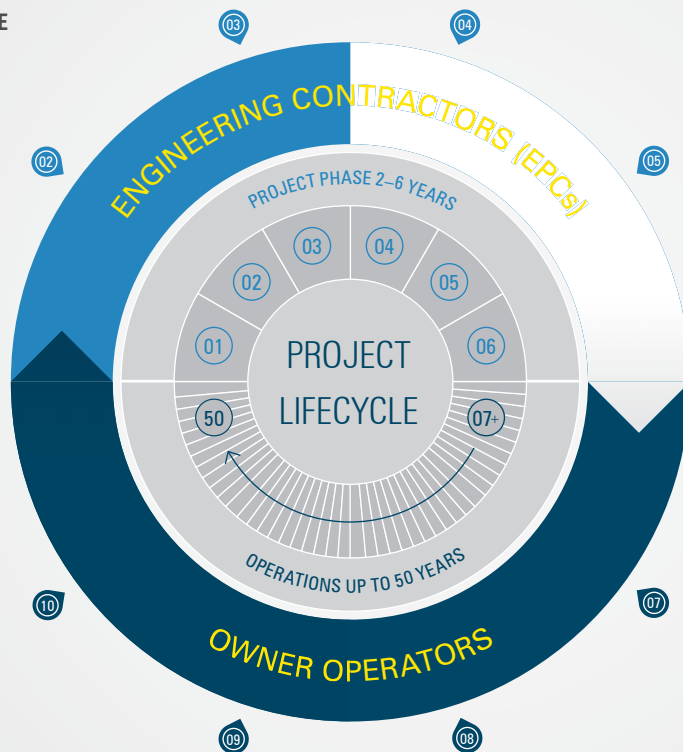 E
03
04
02
05
ENGINEERING CONTRACTORS (EPCs)
PROJECT PHASE 2–6 YEARS
01
02
03
04
05
06
PROJECT
LIFECYCLE
50
07+
OPERATIONS UP TO 50 YEARS
OWNER OPERATORS
10
07
09
08